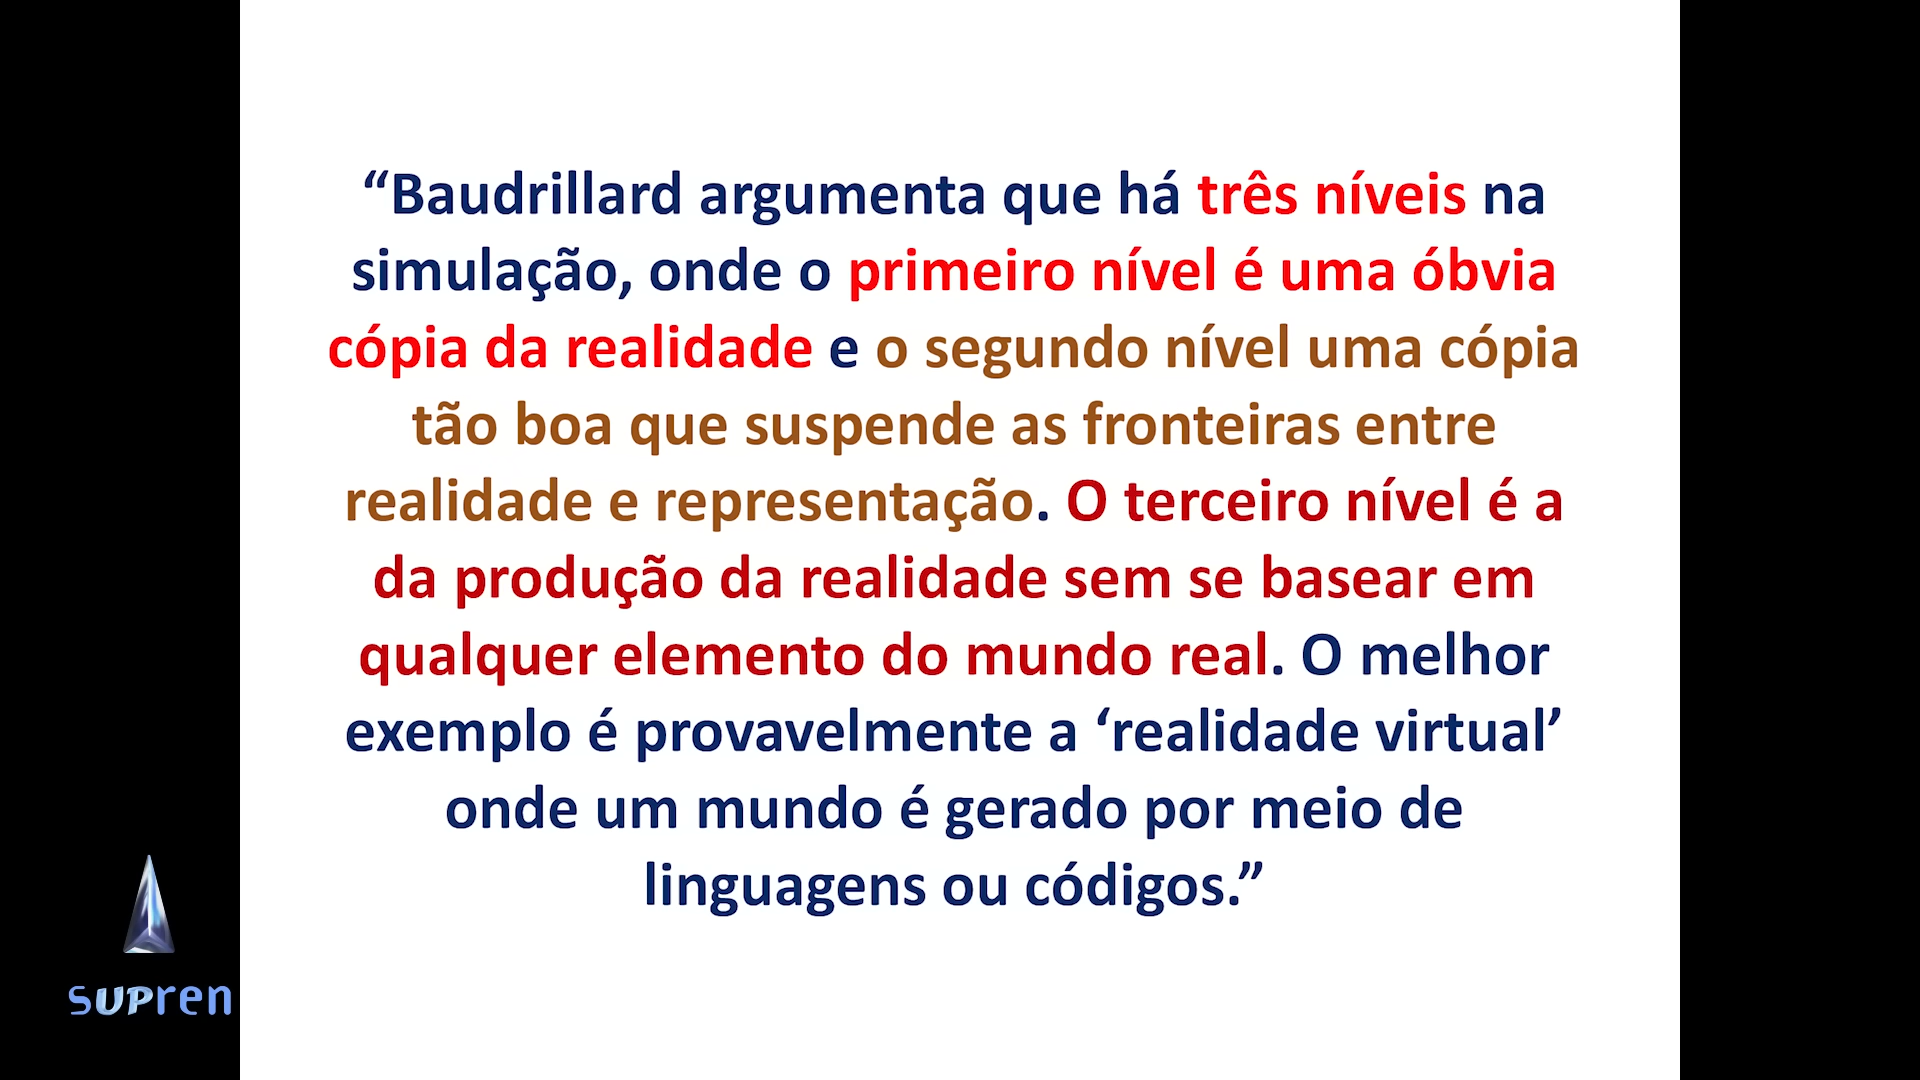 “Baudrillard argumenta que há três níveis na
simulação, onde o primeiro nível é uma óbvia
cópia da realidade e o segundo nível uma cópia
tão boa que suspende as fronteiras entre
realidade e representação. O terceiro nível é a
da produção da realidade sem se basear em
qualquer elemento do mundo real. O melhor
exemplo é provavelmente a ‘realidade virtual’
onde um mundo é gerado por meio de
linguagens ou códigos.”
suPren